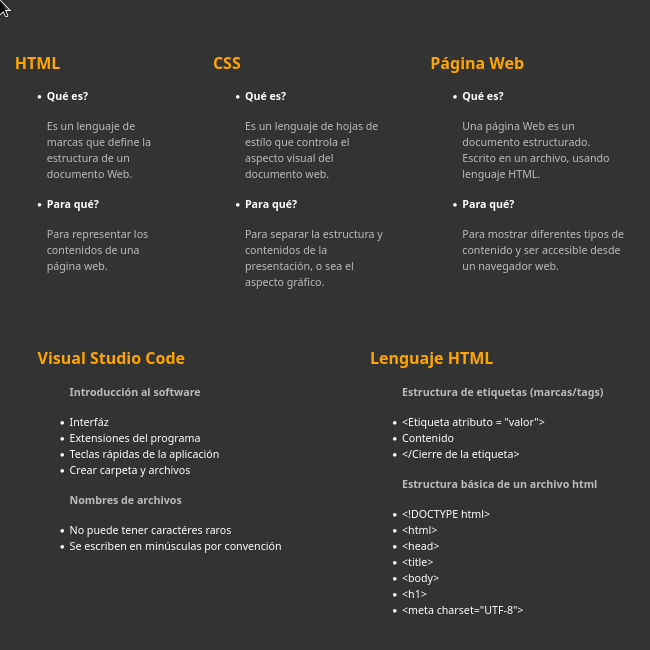 HTML
Qué es?
Es un lenguaje de
marcas que define la
estructura de un
documento Web.
Para qué?
Para representar los
contenidos de una
página web.
CSS
Qué es?
Es un lenguaje de hojas de
estílo que controla el
aspecto visual del
documento web.
Para qué?
Para separar la estructura y
contenidos de la
presentación, o sea el
aspecto gráfico.
Página Web
Qué es?
Una página Web es un
documento estructurado.
Escrito en un archivo, usando
lenguaje HTML.
Para qué?
Para mostrar diferentes tipos de
contenido y ser accesible desde
un navegador web.
Visual Studio Code
Introducción al software
Interfáz
Extensiones del programa
Teclas rápidas de la aplicación
Crear carpeta y archivos
Nombres de archivos
No puede tener caractéres raros
Se escriben en minúsculas por convención
Lenguaje HTML
Estructura de etiquetas (marcas/tags)
<Etiqueta atributo = "valor">
Contenido
</Cierre de la etiqueta>
Estructura básica de un archivo html
<!DOCTYPE html>
<html>
<head>
<title>
<body>
<h1>
<meta charset="UTF-8">